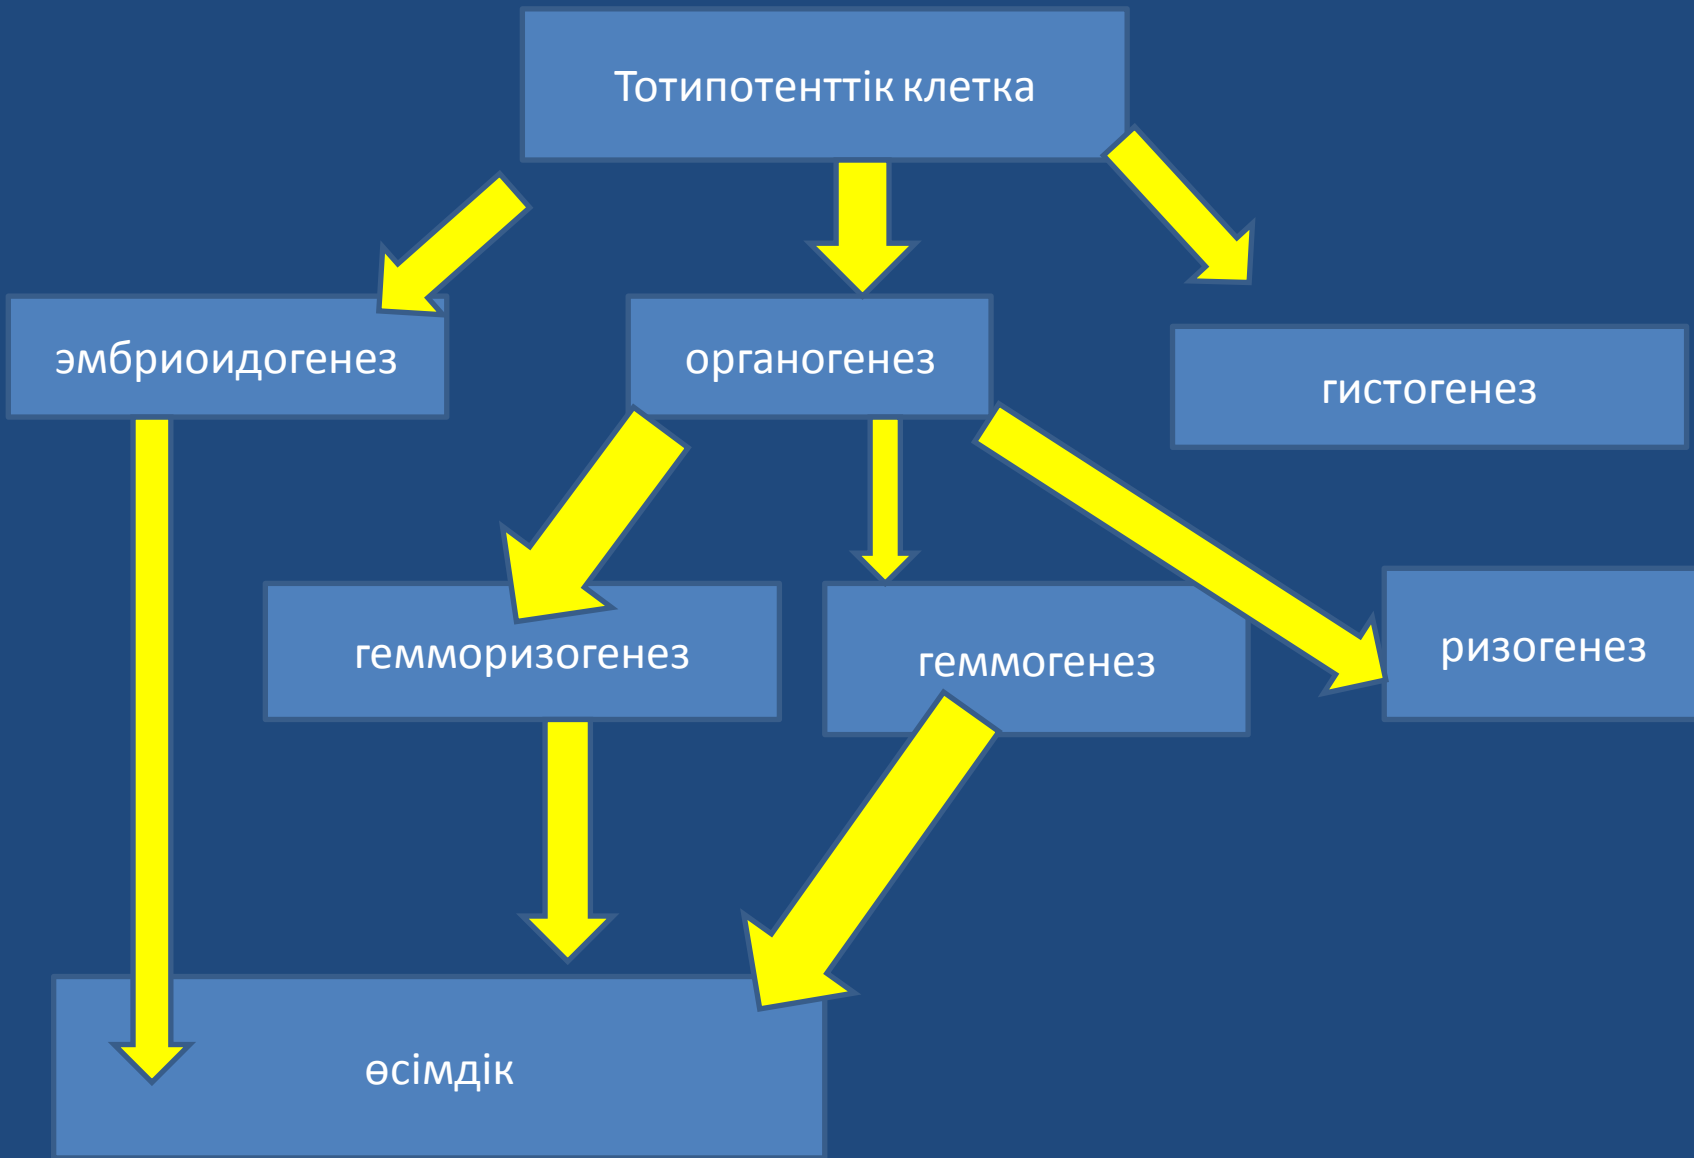 Тотипотенттік клетка
эмбриоидогенез
органогенез
гистогенез
гемморизогенез
геммогенез
ризогенез
өсімдік